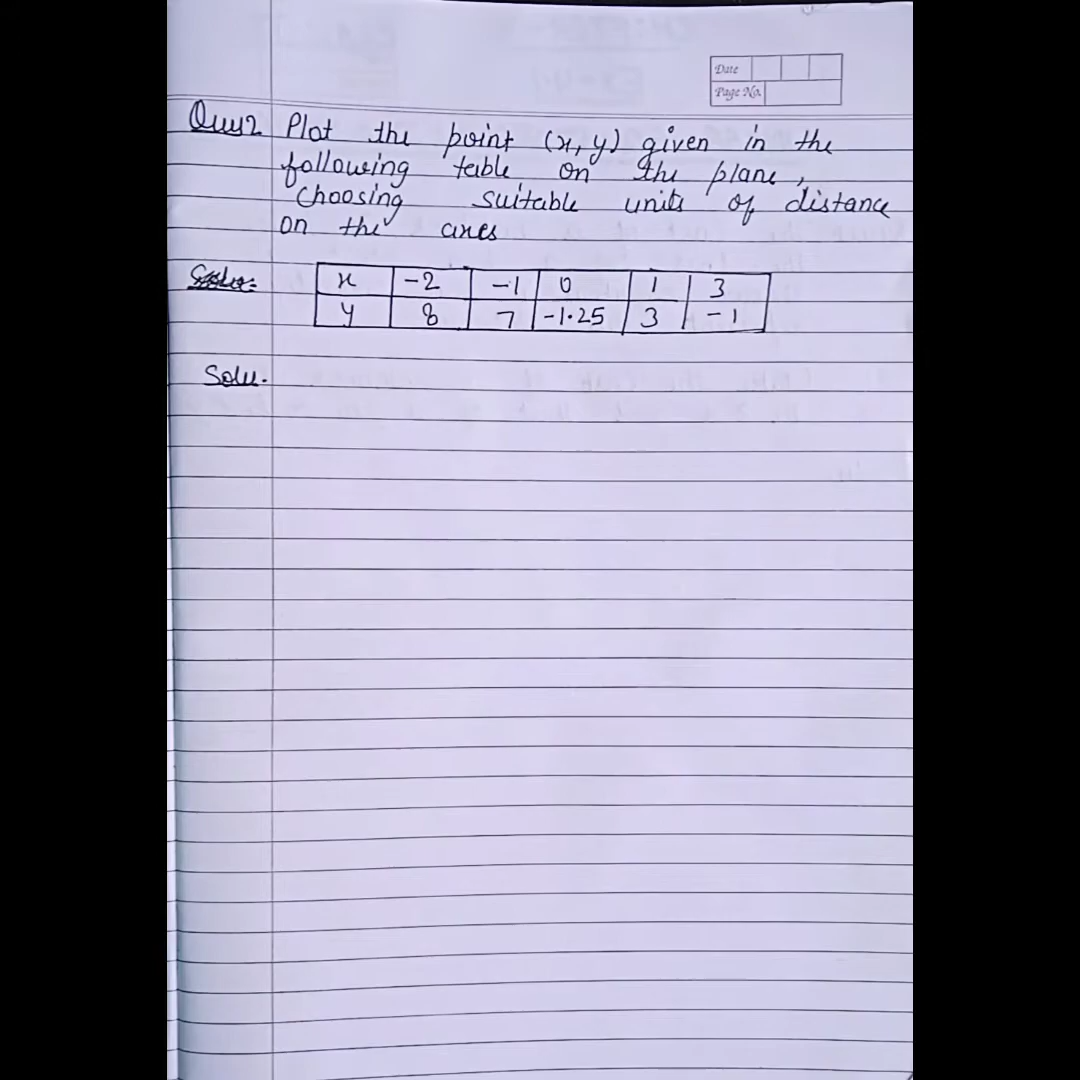 Date
Page No.
Ques2 Plot the point (x, y) given in the
following table on the plane,
choosing suitable units of distance
on the axes
x -2 -1 0 1 3
y 8 7 -1.25 3 -1
Solu.